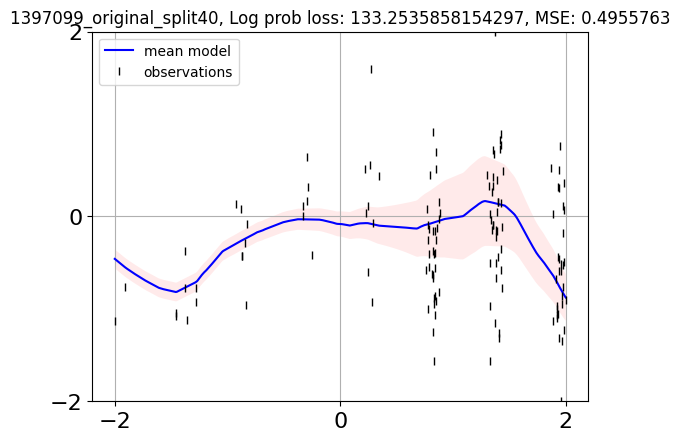 1397099_original_split40, Log prob loss: 133.2535858154297, MSE: 0.4955763
2
mean model
observations
0
−2
−2
0
2